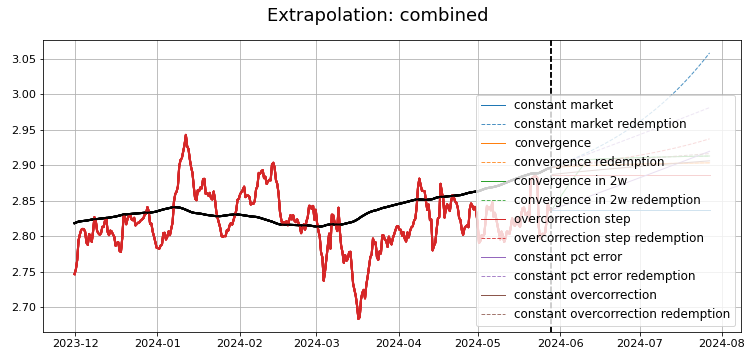 Extrapolation: combined
3.05
3.00
2.95
2.90
2.85
2.80
2.75
2.70
constant market
constant market redemption
convergence
convergence redemption
convergence in 2w
convergence in 2w redemption
overcorrection step
overcorrection step redemption
constant pct error
constant pct error redemption
constant overcorrection
constant overcorrection redemption
2023-12 2024-01 2024-02 2024-03 2024-04 2024-05 2024-06 2024-07 2024-08